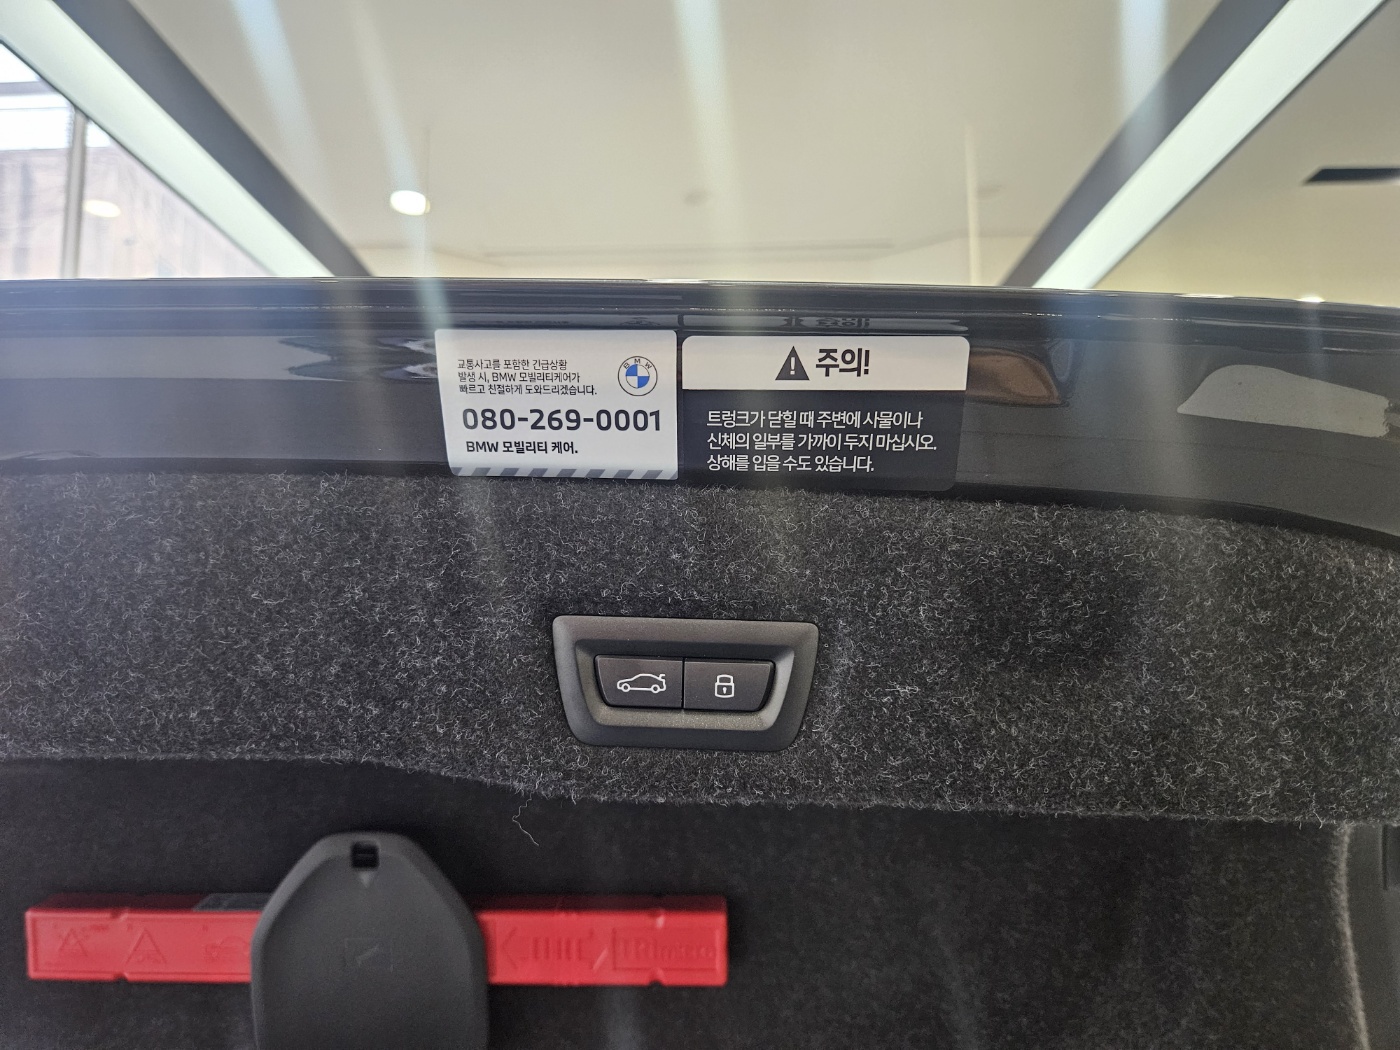 교통사고를 포함한 긴급상황
발생 시, BMW 모빌리티케어가
빠르고 친절하게 도와드리겠습니다.
BMW
080-269-0001
BMW 모빌리티 케어.
주의!
트렁크가 닫힐 때 주변에 사물이나
신체의 일부를 가까이 두지 마십시오.
상해를 입을 수도 있습니다.